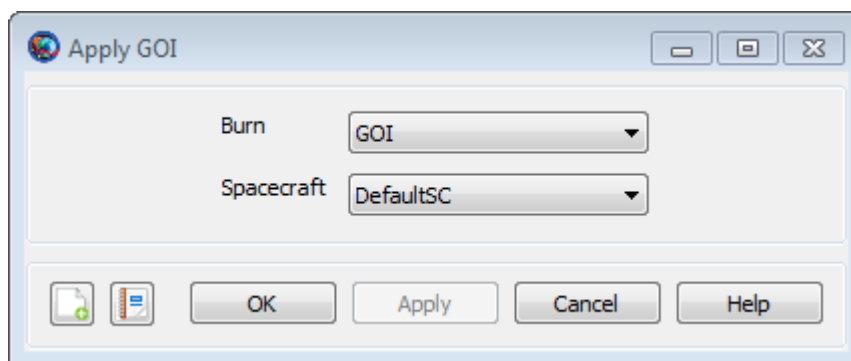 Apply GOI
Burn GOI
Spacecraft DefaultSC
OK Apply Cancel Help